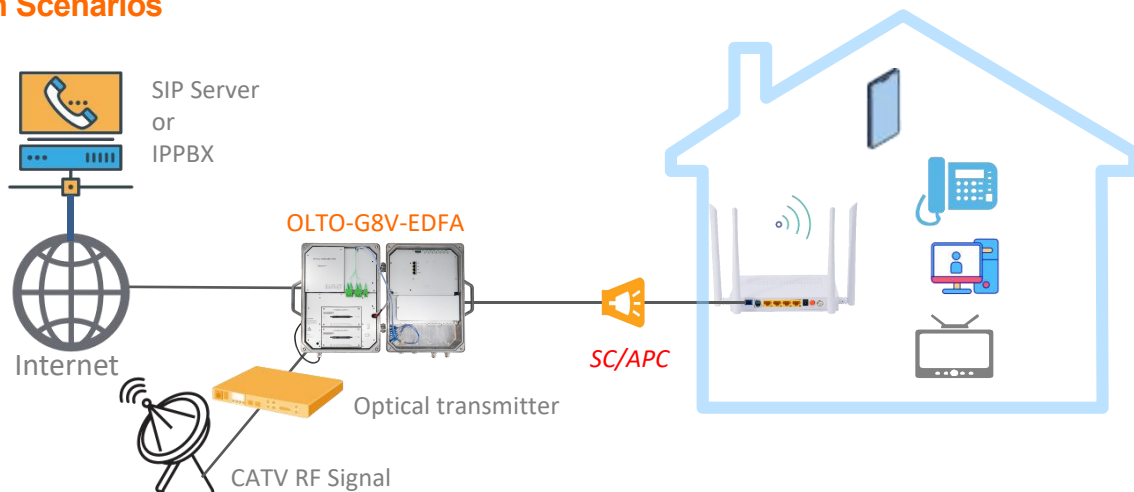 Scenarios
SIP Server
or
IPPBX
OLTO-G8V-EDFA
Internet
SC/APC
Optical transmitter
CATV RF Signal